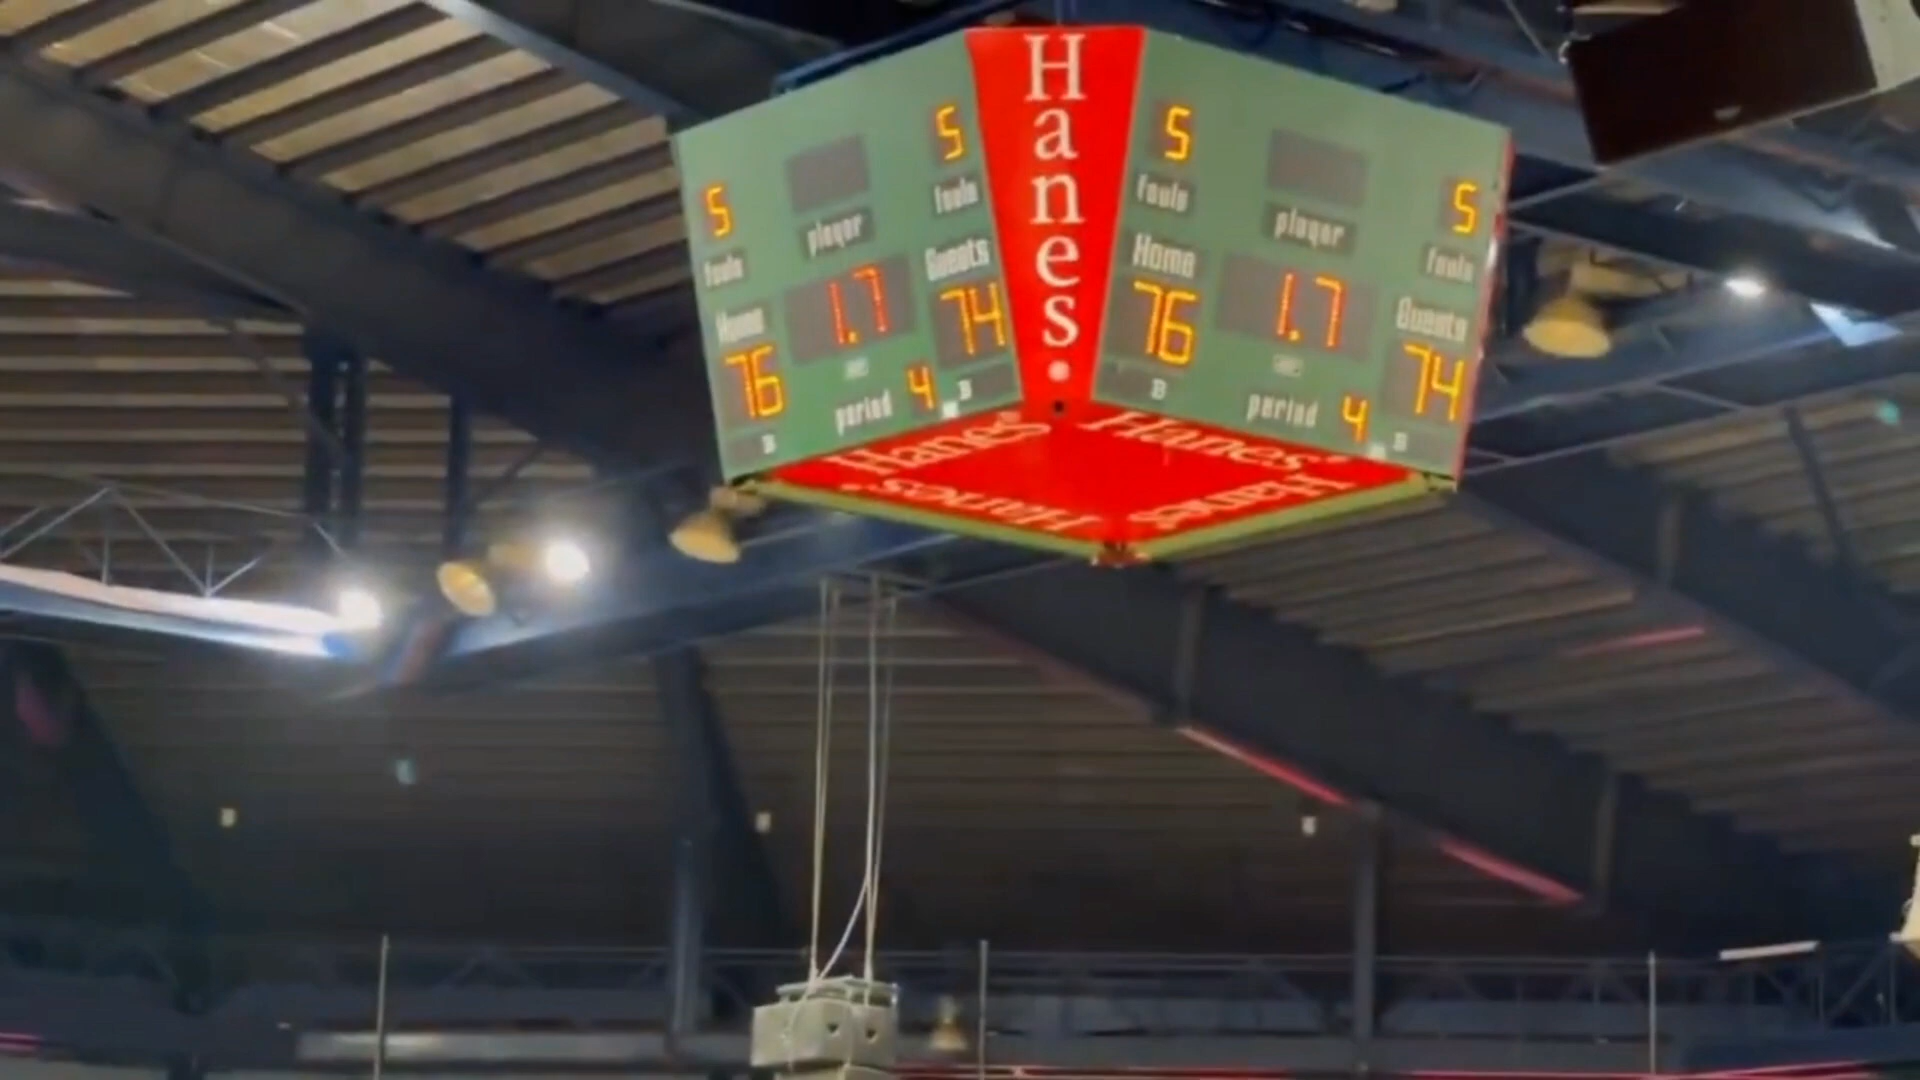 5
5
fouls
fouls
player
Home
Guests
1.7
76
74
period 4
B
B
Hanes
5
5
fouls
fouls
player
Home
Guests
1.7
76
74
period 4
B
B
Hanes
Hanes
Hanes
Hanes